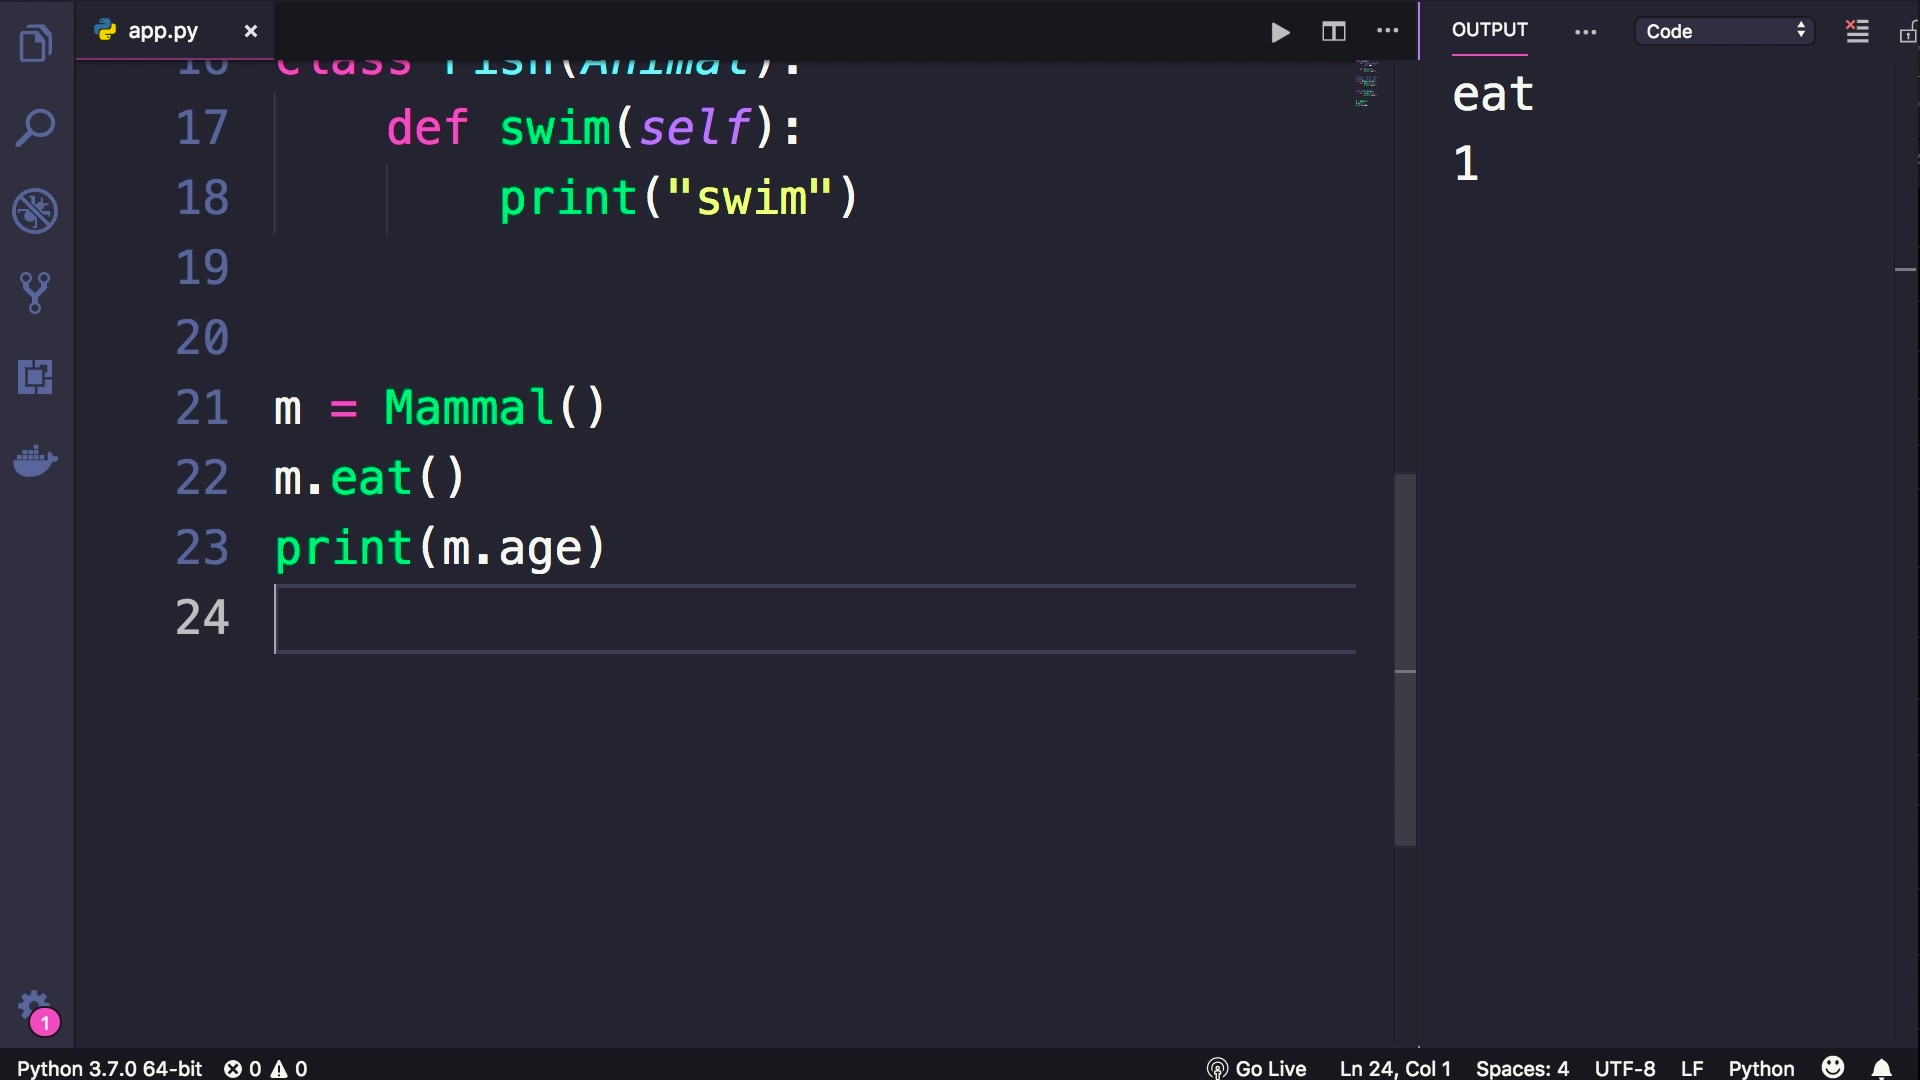 app.py
OUTPUT
Code
16 class Fish(Animal):
17 def swim(self):
18 print("swim")
19
20
21 m = Mammal()
22 m.eat()
23 print(m.age)
24
eat
1
1
Python 3.7.0 64-bit 0 0 Go Live Ln 24, Col 1 Spaces: 4 UTF-8 LF Python